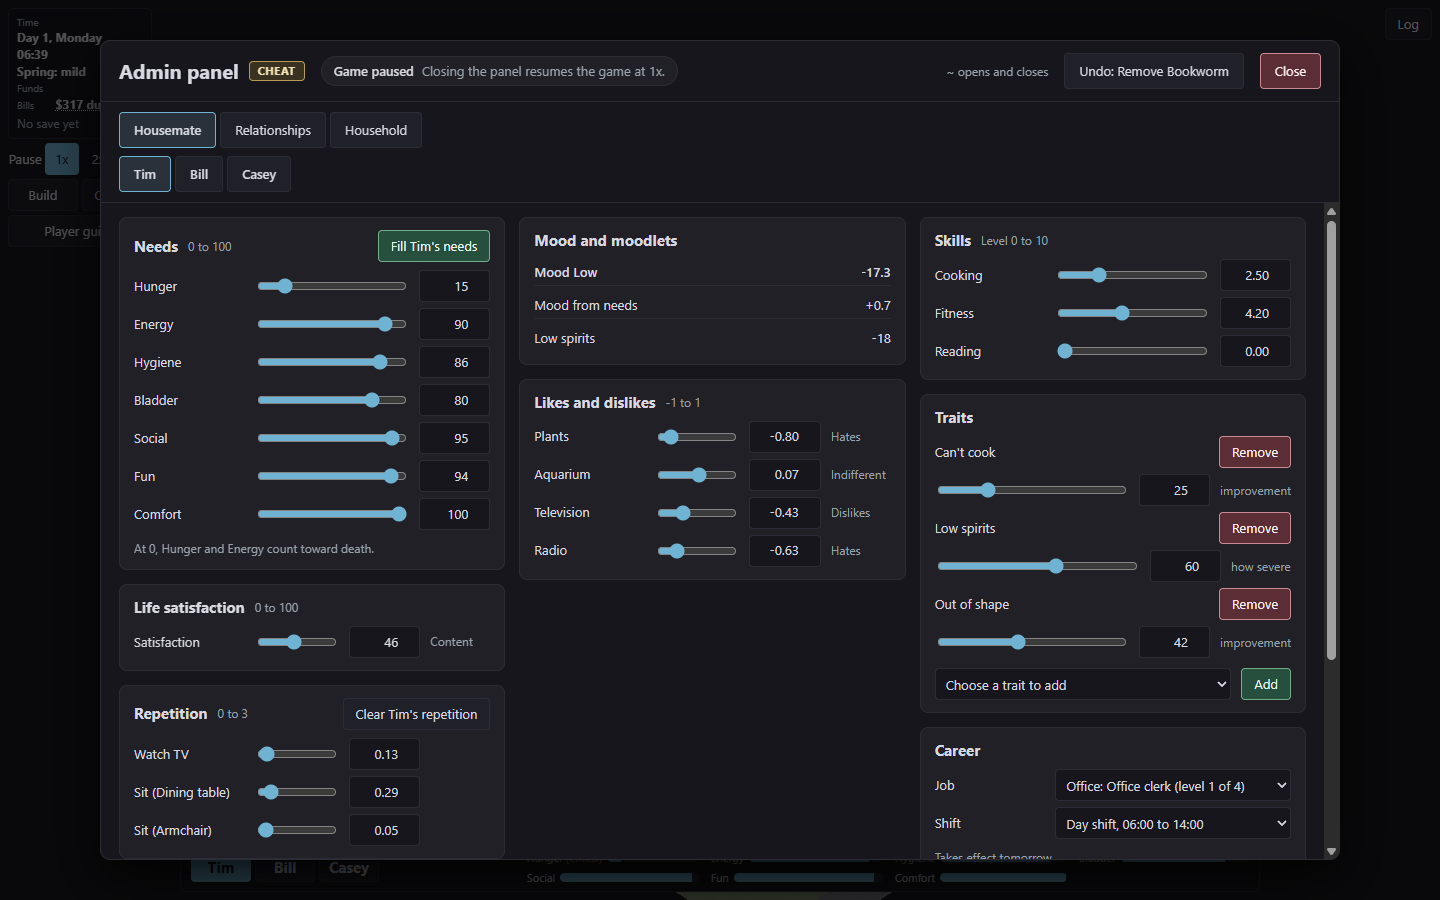 Time
Day 1, Monday
06:39
Spring: mild
Funds
Bills $317 du
No save yet
Pause 1x
Build
Player gui
Log
Admin panel CHEAT Game paused Closing the panel resumes the game at 1x. ~ opens and closes Undo: Remove Bookworm Close
Housemate Relationships Household
Tim Bill Casey
Needs 0 to 100 Fill Tim's needs
Hunger 15
Energy 90
Hygiene 86
Bladder 80
Social 95
Fun 94
Comfort 100
At 0, Hunger and Energy count toward death.
Life satisfaction 0 to 100
Satisfaction 46 Content
Repetition 0 to 3 Clear Tim's repetition
Watch TV 0.13
Sit (Dining table) 0.29
Sit (Armchair) 0.05
Mood and moodlets
Mood Low -17.3
Mood from needs +0.7
Low spirits -18
Likes and dislikes -1 to 1
Plants -0.80 Hates
Aquarium 0.07 Indifferent
Television -0.43 Dislikes
Radio -0.63 Hates
Skills Level 0 to 10
Cooking 2.50
Fitness 4.20
Reading 0.00
Traits
Can't cook Remove
25 improvement
Low spirits Remove
60 how severe
Out of shape Remove
42 improvement
Choose a trait to add Add
Career
Job Office: Office clerk (level 1 of 4)
Shift Day shift, 06:00 to 14:00
Takes effect tomorrow
Tim Bill Casey
Social Fun Comfort